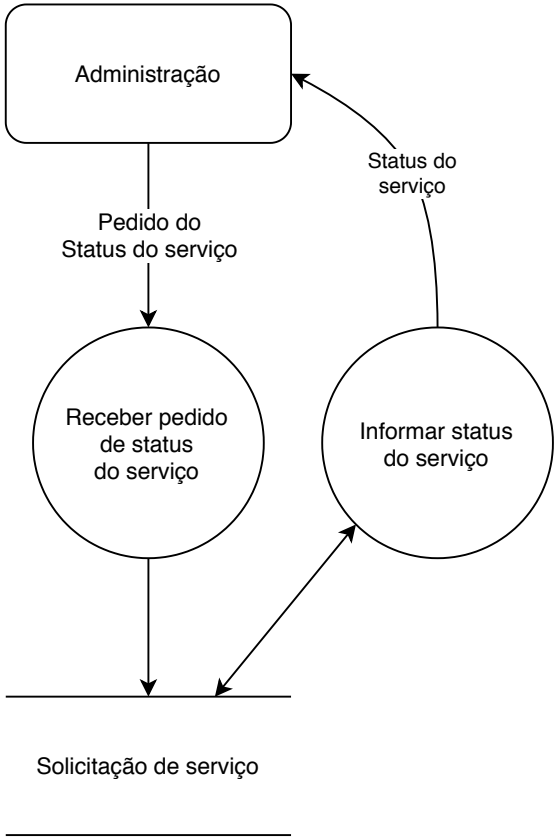 Administração
Status do
serviço
Pedido do
Status do serviço
Receber pedido
de status
do serviço
Informar status
do serviço
Solicitação de serviço